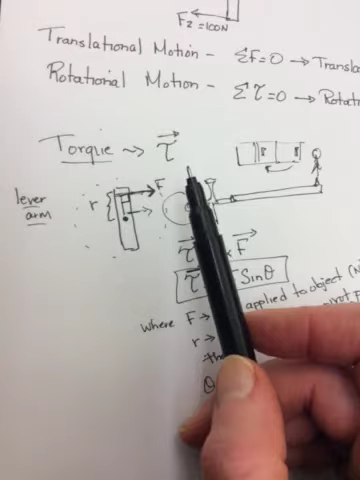 F₂=100N
Translational Motion - ΣF=0 → Transla
Rotational Motion - Στ=0 → Rotati
Torque → τ⃗
lever
arm
r
F
τ⃗ F⃗
τ⃗ Sinθ
where F → applied to object (N
r →
θ